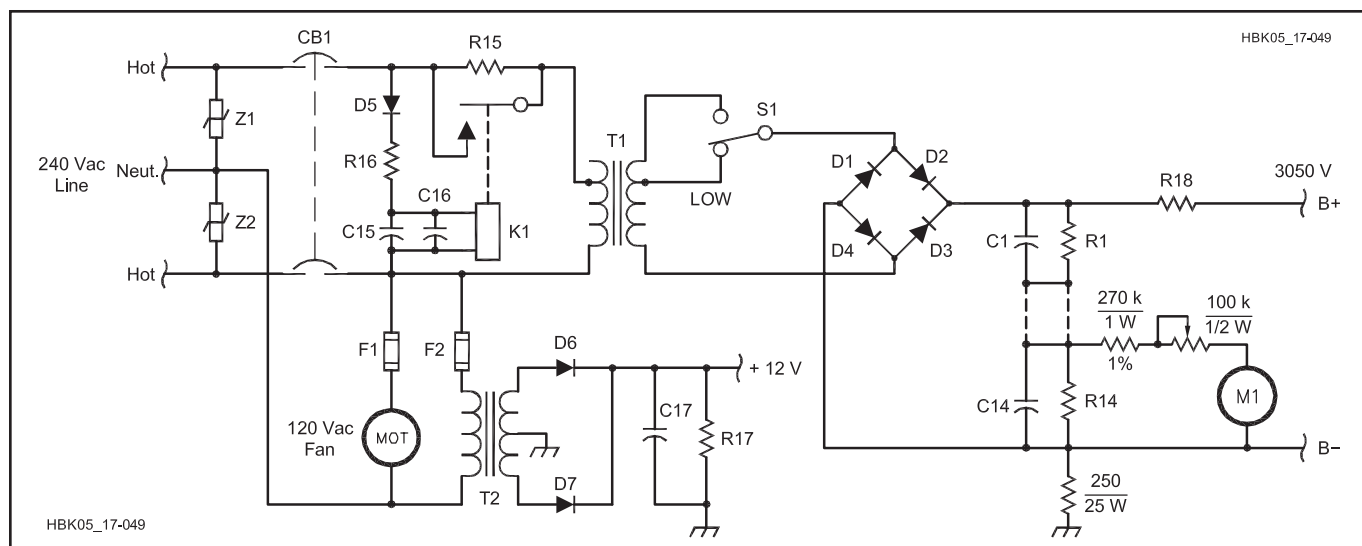 HBK05_17-049
CB1
R15
Hot
D5
Z1
R16
S1
T1
D1
D2
240 Vac
Line
Neut.
LOW
3050 V
R18
B+
C16
Z2
C15
K1
D4
D3
C1
R1
Hot
270 k
1 W
1%
100 k
1/2 W
F1
F2
D6
+ 12 V
C14
R14
M1
120 Vac
Fan
MOT
C17
R17
B–
T2
D7
250
25 W
HBK05_17-049